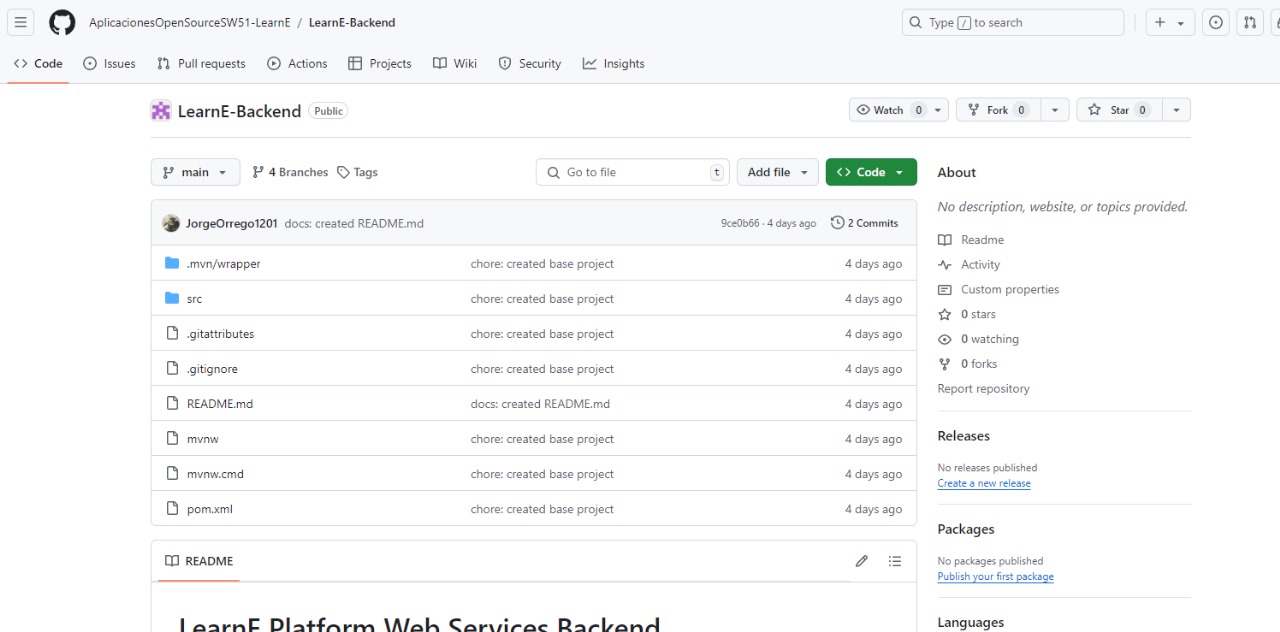 AplicacionesOpenSourceSW51-LearnE / LearnE-Backend
Type / to search
Code Issues Pull requests Actions Projects Wiki Security Insights
LearnE-Backend Public
Watch 0 Fork 0 Star 0
main 4 Branches Tags Go to file t Add file Code
JorgeOrrego1201 docs: created README.md 9ce0b66 · 4 days ago 2 Commits
.mvn/wrapper chore: created base project 4 days ago
src chore: created base project 4 days ago
.gitattributes chore: created base project 4 days ago
.gitignore chore: created base project 4 days ago
README.md docs: created README.md 4 days ago
mvnw chore: created base project 4 days ago
mvnw.cmd chore: created base project 4 days ago
pom.xml chore: created base project 4 days ago
README
LearnE Platform Web Services Backend
About
No description, website, or topics provided.
Readme
Activity
Custom properties
0 stars
0 watching
0 forks
Report repository
Releases
No releases published
Create a new release
Packages
No packages published
Publish your first package
Languages